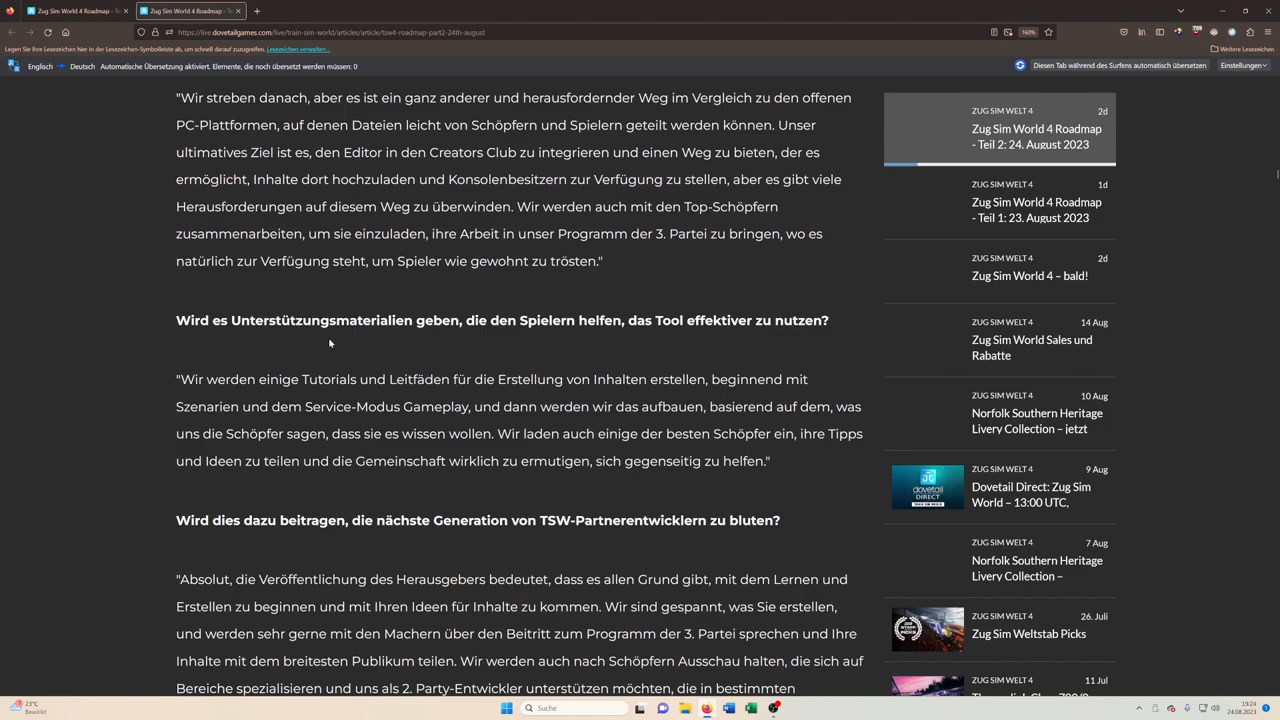 Zug Sim World 4 Roadmap - Te
Zug Sim World 4 Roadmap - Te
https://live.dovetailgames.com/live/train-sim-world/articles/article/tsw4-roadmap-part2-24th-august
160%
709
Legen Sie Ihre Lesezeichen hier in der Lesezeichen-Symbolleiste ab, um schnell darauf zuzugreifen. Lesezeichen verwalten…
Weitere Lesezeichen
Englisch Deutsch Automatische Übersetzung aktiviert. Elemente, die noch übersetzt werden müssen: 0
Diesen Tab während des Surfens automatisch übersetzen
Einstellungen
"Wir streben danach, aber es ist ein ganz anderer und herausfordernder Weg im Vergleich zu den offenen
PC-Plattformen, auf denen Dateien leicht von Schöpfern und Spielern geteilt werden können. Unser
ultimatives Ziel ist es, den Editor in den Creators Club zu integrieren und einen Weg zu bieten, der es
ermöglicht, Inhalte dort hochzuladen und Konsolenbesitzern zur Verfügung zu stellen, aber es gibt viele
Herausforderungen auf diesem Weg zu überwinden. Wir werden auch mit den Top-Schöpfern
zusammenarbeiten, um sie einzuladen, ihre Arbeit in unser Programm der 3. Partei zu bringen, wo es
natürlich zur Verfügung steht, um Spieler wie gewohnt zu trösten."
Wird es Unterstützungsmaterialien geben, die den Spielern helfen, das Tool effektiver zu nutzen?
"Wir werden einige Tutorials und Leitfäden für die Erstellung von Inhalten erstellen, beginnend mit
Szenarien und dem Service-Modus Gameplay, und dann werden wir das aufbauen, basierend auf dem, was
uns die Schöpfer sagen, dass sie es wissen wollen. Wir laden auch einige der besten Schöpfer ein, ihre Tipps
und Ideen zu teilen und die Gemeinschaft wirklich zu ermutigen, sich gegenseitig zu helfen."
Wird dies dazu beitragen, die nächste Generation von TSW-Partnerentwicklern zu bluten?
"Absolut, die Veröffentlichung des Herausgebers bedeutet, dass es allen Grund gibt, mit dem Lernen und
Erstellen zu beginnen und mit Ihren Ideen für Inhalte zu kommen. Wir sind gespannt, was Sie erstellen,
und werden sehr gerne mit den Machern über den Beitritt zum Programm der 3. Partei sprechen und Ihre
Inhalte mit dem breitesten Publikum teilen. Wir werden auch nach Schöpfern Ausschau halten, die sich auf
Bereiche spezialisieren und uns als 2. Party-Entwickler unterstützen möchten, die in bestimmten
ZUG SIM WELT 4 2d
Zug Sim World 4 Roadmap
- Teil 2: 24. August 2023
ZUG SIM WELT 4 1d
Zug Sim World 4 Roadmap
- Teil 1: 23. August 2023
ZUG SIM WELT 4 2d
Zug Sim World 4 – bald!
ZUG SIM WELT 4 14 Aug
Zug Sim World Sales und
Rabatte
ZUG SIM WELT 4 10 Aug
Norfolk Southern Heritage
Livery Collection – jetzt
ZUG SIM WELT 4 9 Aug
dovetail
DIRECT
Dovetail Direct: Zug Sim
World – 13:00 UTC,
ZUG SIM WELT 4 7 Aug
Norfolk Southern Heritage
Livery Collection –
ZUG SIM WELT 4 26. Juli
STAFF
PICKS
Zug Sim Weltstab Picks
ZUG SIM WELT 4 11 Jul
23°C
Bewölkt
Suche
19:24
24.08.2023